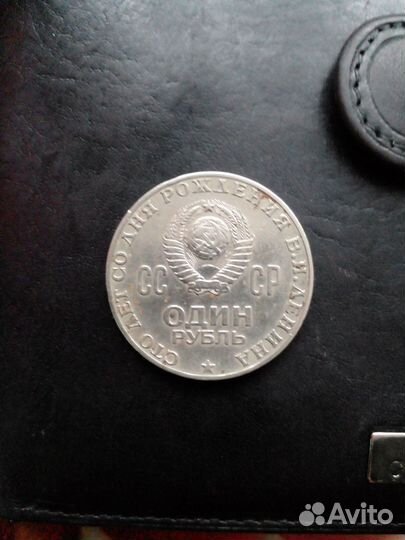 СТО ЛЕТ СО ДНЯ РОЖДЕНИЯ В.И.ЛЕНИНА
СС СР
ОДИН
РУБЛЬ
Avito